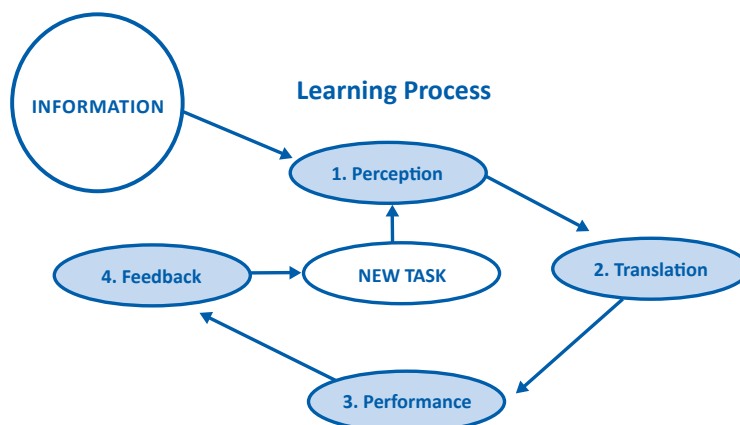 Learning Process
INFORMATION
1. Perception
2. Translation
3. Performance
4. Feedback
NEW TASK